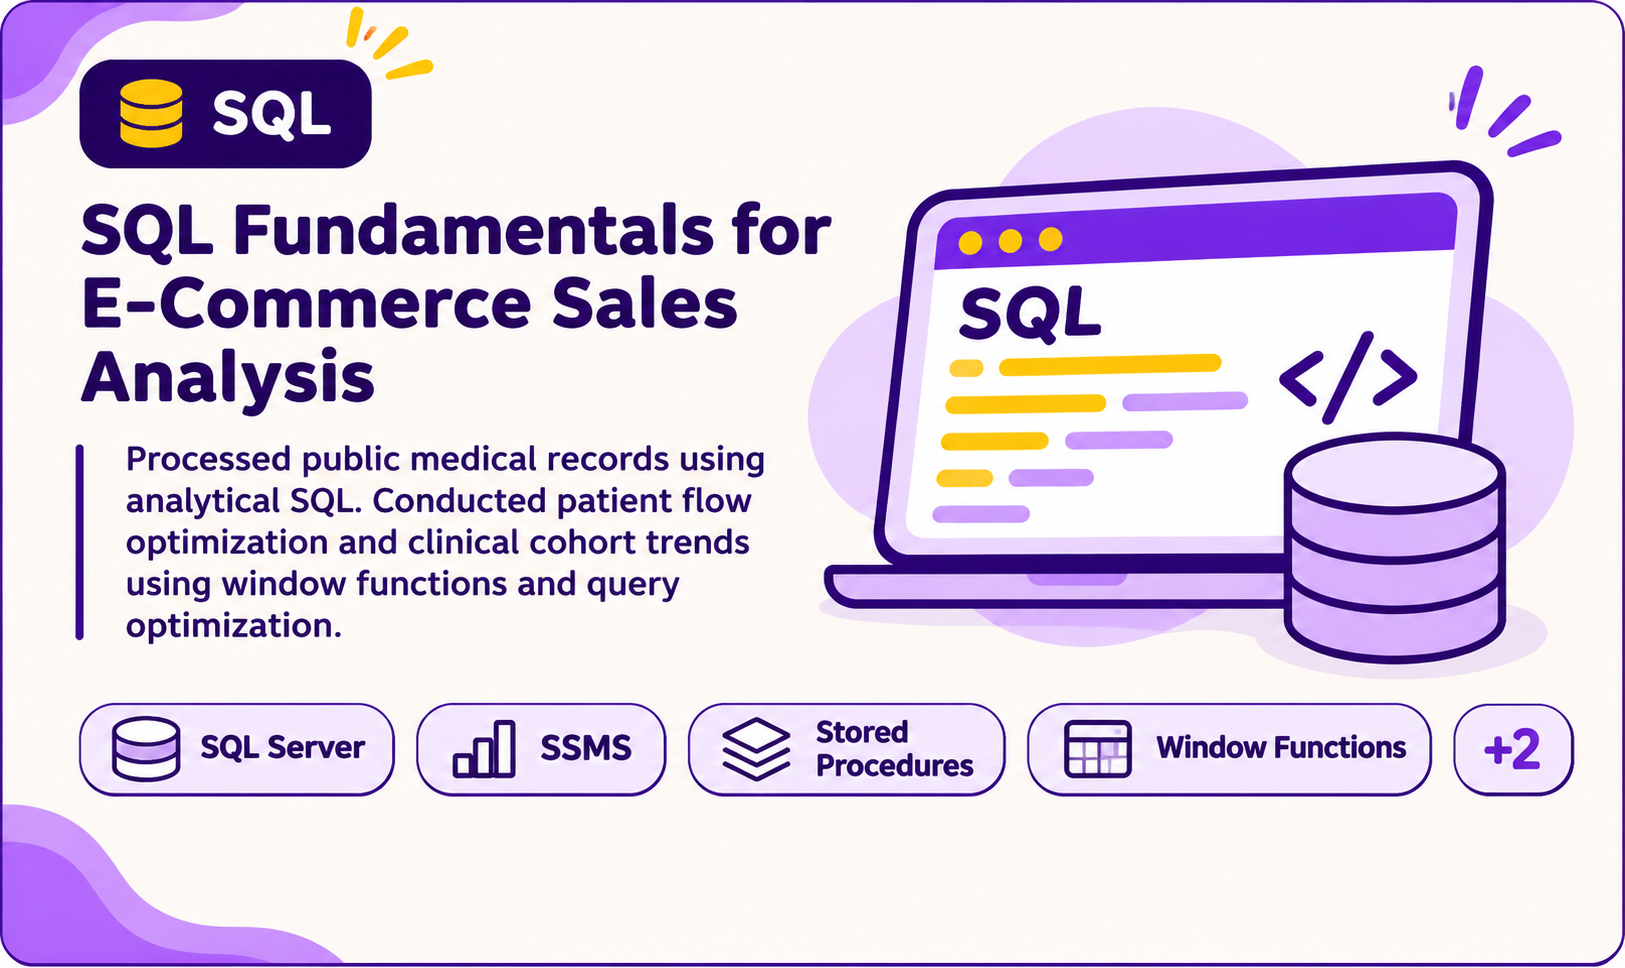 SQL
SQL Fundamentals for
E-Commerce Sales
Analysis
Processed public medical records using
analytical SQL. Conducted patient flow
optimization and clinical cohort trends
using window functions and query
optimization.
SQL
</>
SQL Server
SSMS
Stored
Procedures
Window Functions
+2